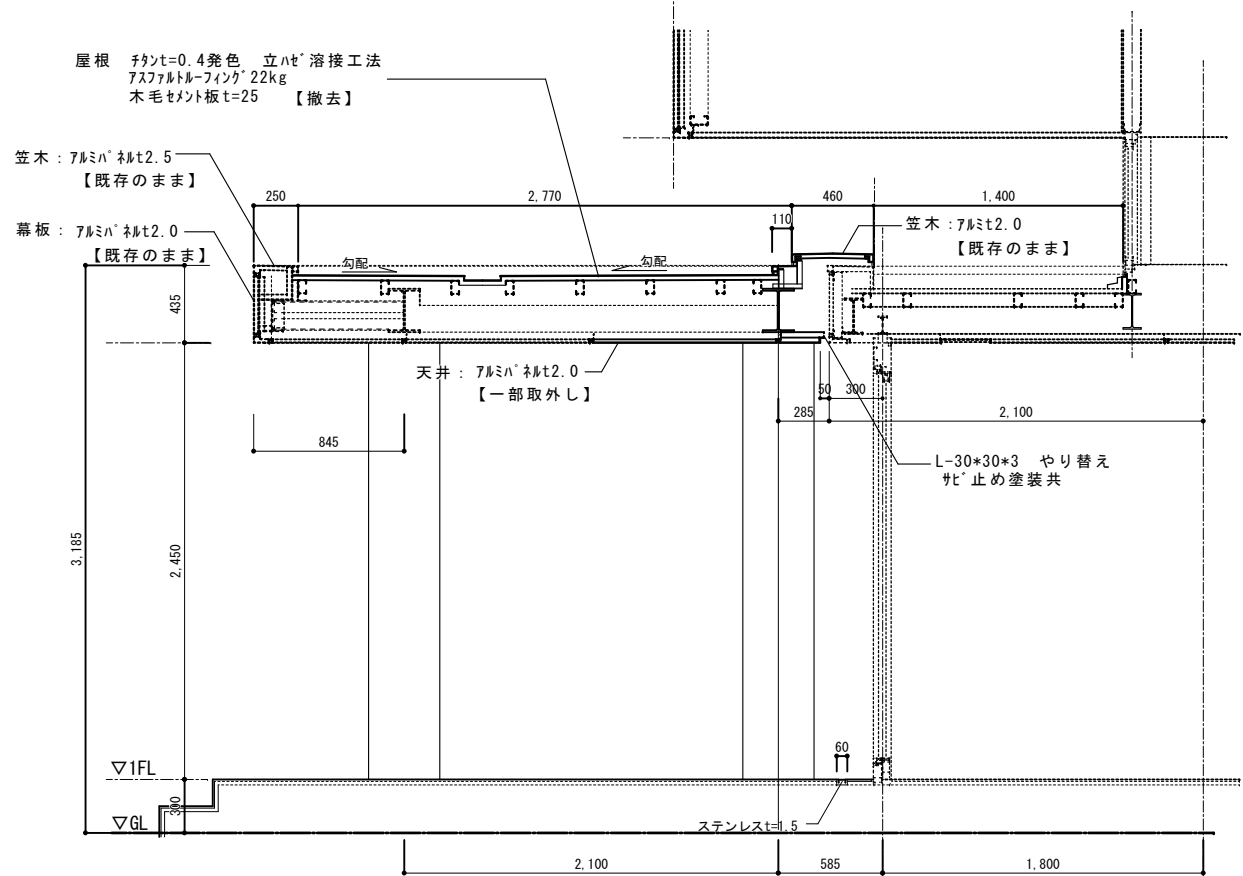 屋根　ﾁﾀﾝt=0.4発色　立ﾊｾﾞ溶接工法
ｱｽﾌｧﾙﾄﾙｰﾌｨﾝｸﾞ22kg
木毛ｾﾒﾝﾄ板t=25　【撤去】
笠木：ｱﾙﾐﾊﾟﾈﾙt2.5
【既存のまま】
250
2,770
460
1,400
110
幕板：ｱﾙﾐﾊﾟﾈﾙt2.0
【既存のまま】
笠木：ｱﾙﾐt2.0
【既存のまま】
勾配
勾配
435
天井：ｱﾙﾐﾊﾟﾈﾙt2.0
【一部取外し】
50
300
285
2,100
845
L-30*30*3　やり替え
ｻﾋﾞ止め塗装共
3,185
2,450
60
▽1FL
300
▽GL
ステンレスt=1.5
2,100
585
1,800